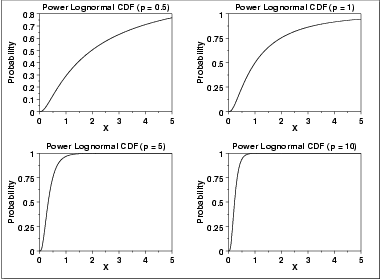 Power Lognormal CDF (p = 0.5)
0.8
0.7
0.6
0.5
0.4
0.3
0.2
0.1
0
Probability
0 1 2 3 4 5
X
Power Lognormal CDF (p = 1)
1
0.75
0.5
0.25
0
Probability
0 1 2 3 4 5
X
Power Lognormal CDF (p = 5)
1
0.75
0.5
0.25
0
Probability
0 1 2 3 4 5
X
Power Lognormal CDF (p = 10)
1
0.75
0.5
0.25
0
Probability
0 1 2 3 4 5
X